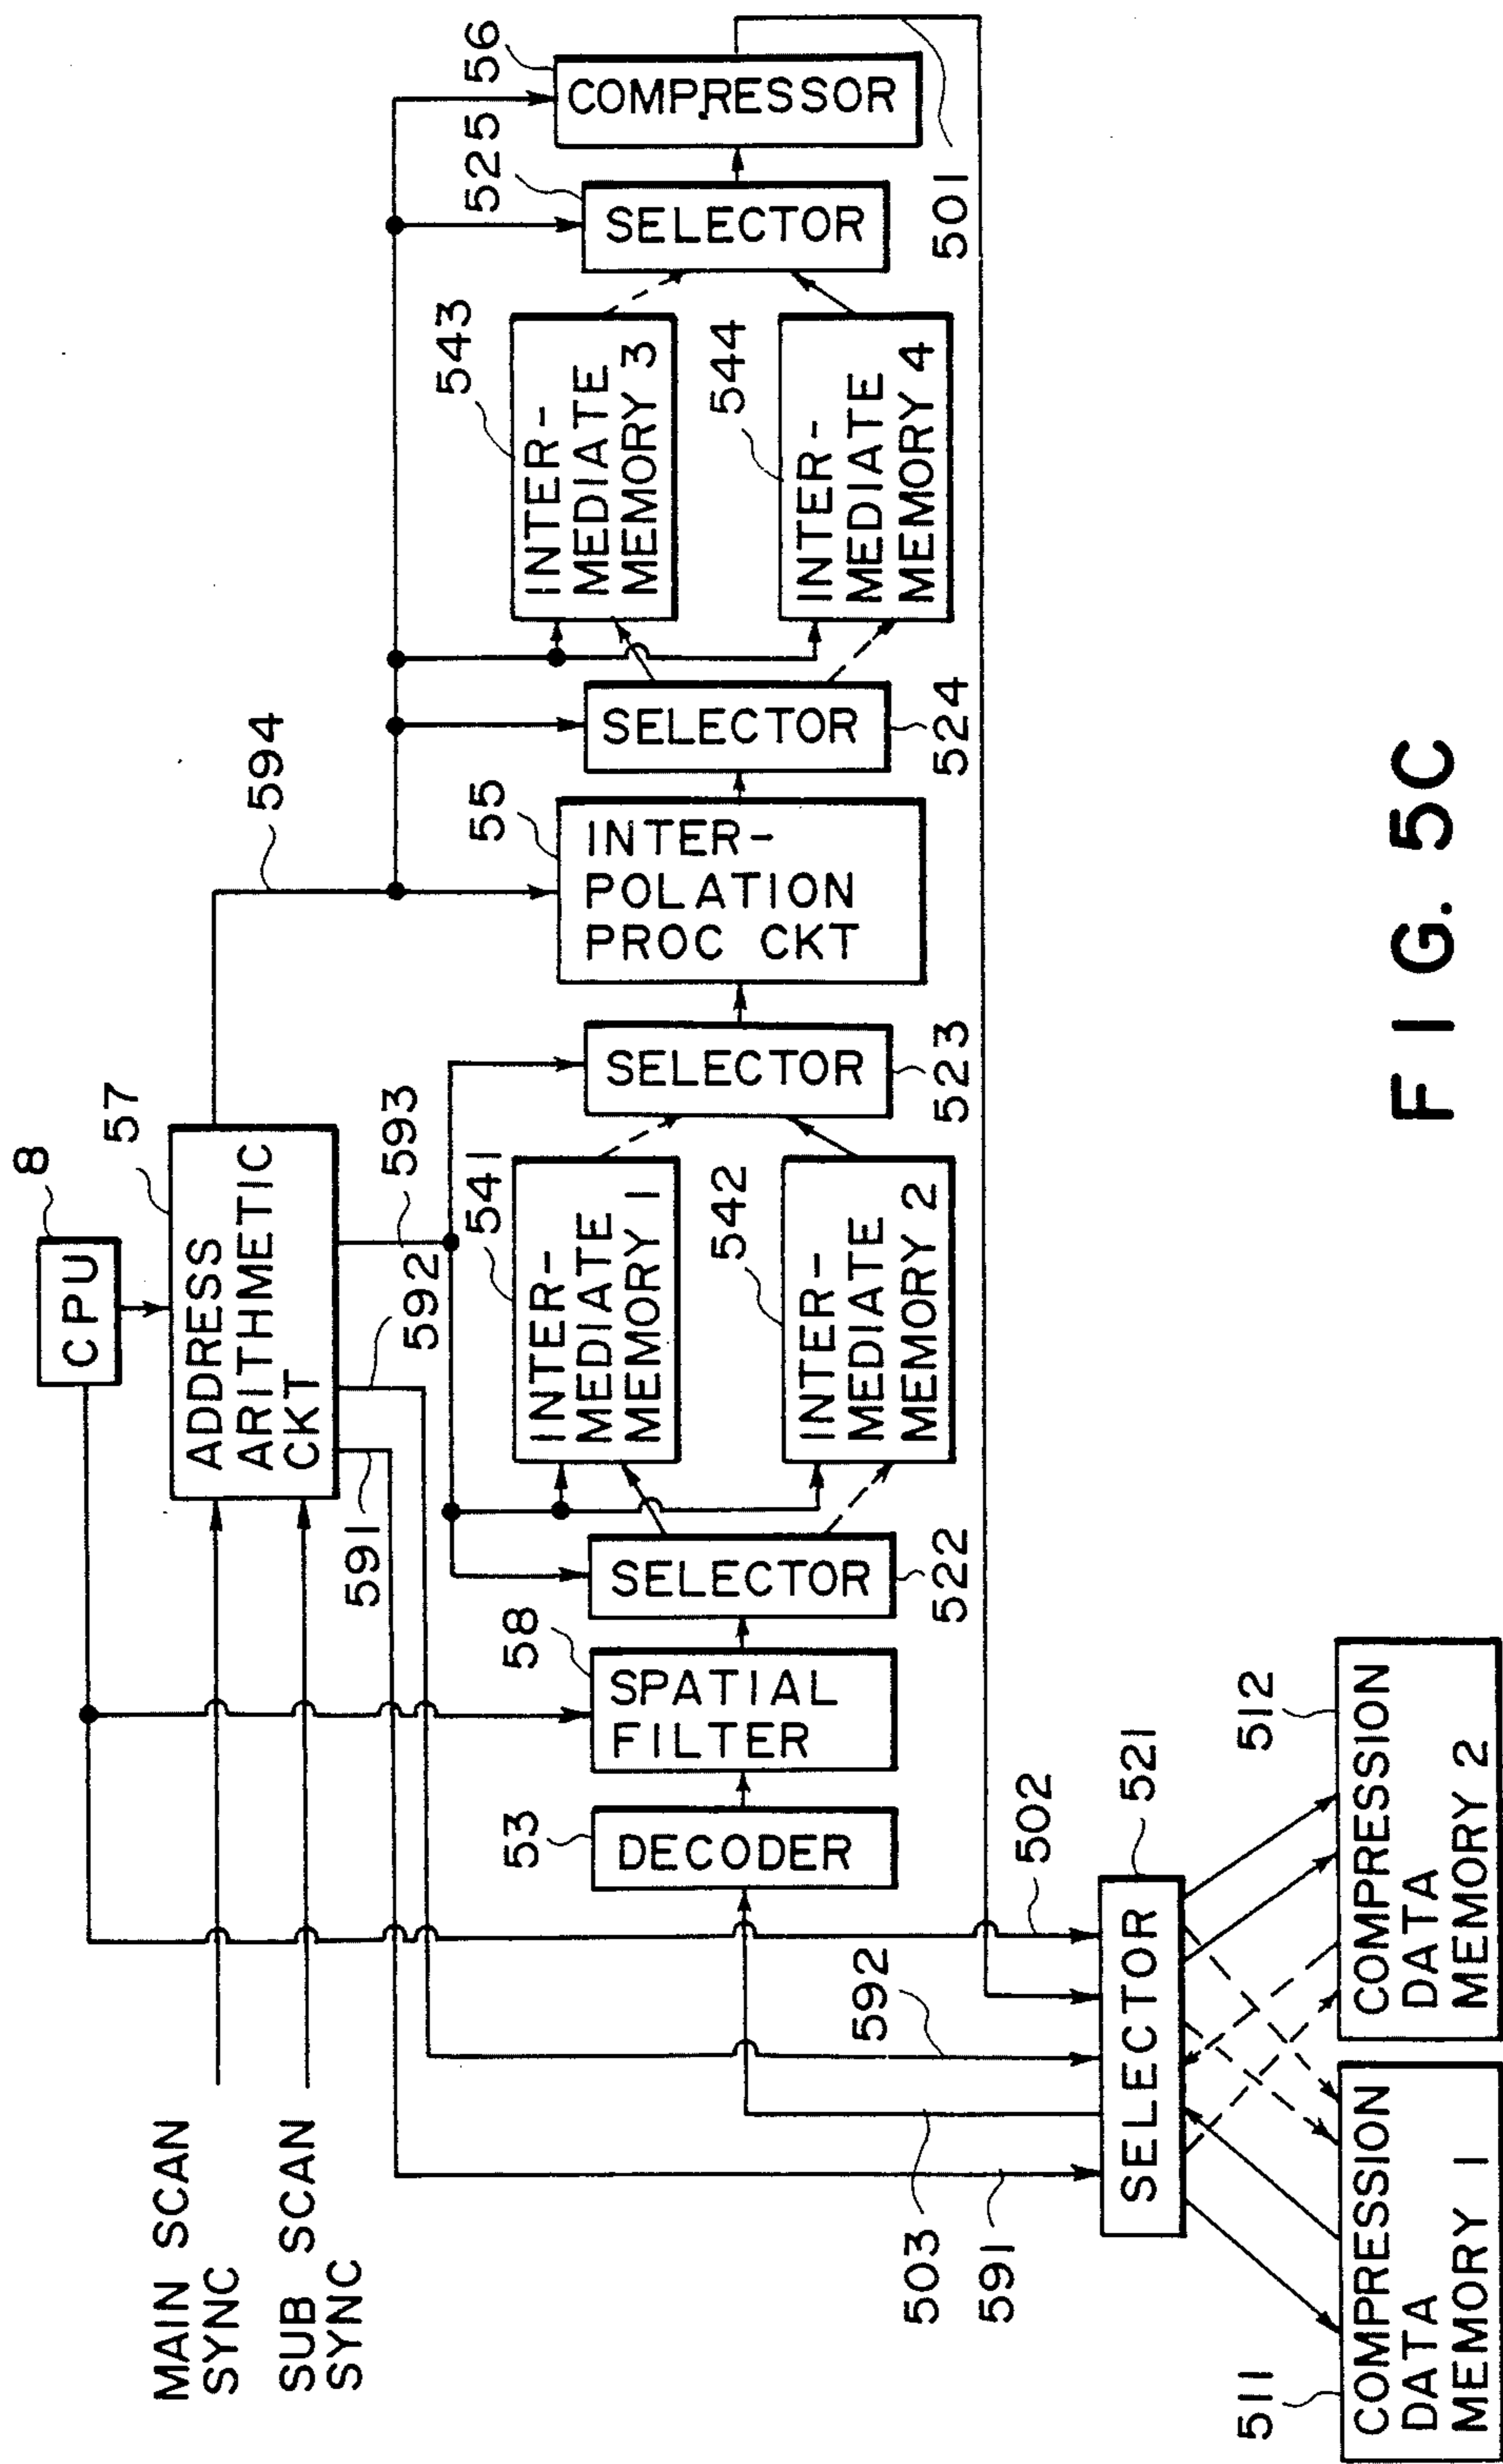 MAIN SCAN
SYNC
SUB SCAN
SYNC
8
CPU
57
ADDRESS
ARITHMETIC
CKT
591
592
593
594
53
DECODER
58
SPATIAL
FILTER
522
SELECTOR
541
INTER-
MEDIATE
MEMORY 1
542
INTER-
MEDIATE
MEMORY 2
523
SELECTOR
55
INTER-
POLATION
PROC CKT
524
SELECTOR
543
INTER-
MEDIATE
MEMORY 3
544
INTER-
MEDIATE
MEMORY 4
525
SELECTOR
56
COMPRESSOR
501
503
591
592
502
521
SELECTOR
511
COMPRESSION
DATA
MEMORY 1
512
COMPRESSION
DATA
MEMORY 2
FIG. 5C